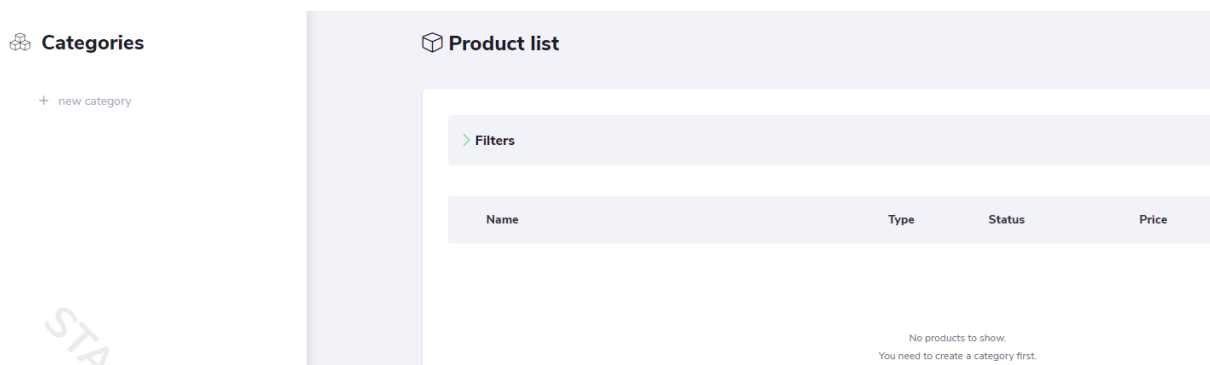 Categories
+ new category
Product list
Filters
Name Type Status Price
No products to show.
You need to create a category first.
STA